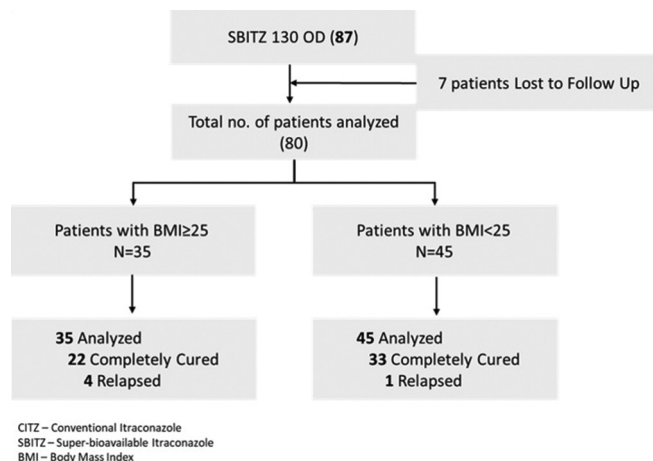 SBITZ 130 OD (87)
7 patients Lost to Follow Up
Total no. of patients analyzed
(80)
Patients with BMI≥25
N=35
Patients with BMI<25
N=45
35 Analyzed
22 Completely Cured
4 Relapsed
45 Analyzed
33 Completely Cured
1 Relapsed
CITZ – Conventional Itraconazole
SBITZ – Super-bioavailable Itraconazole
BMI – Body Mass Index